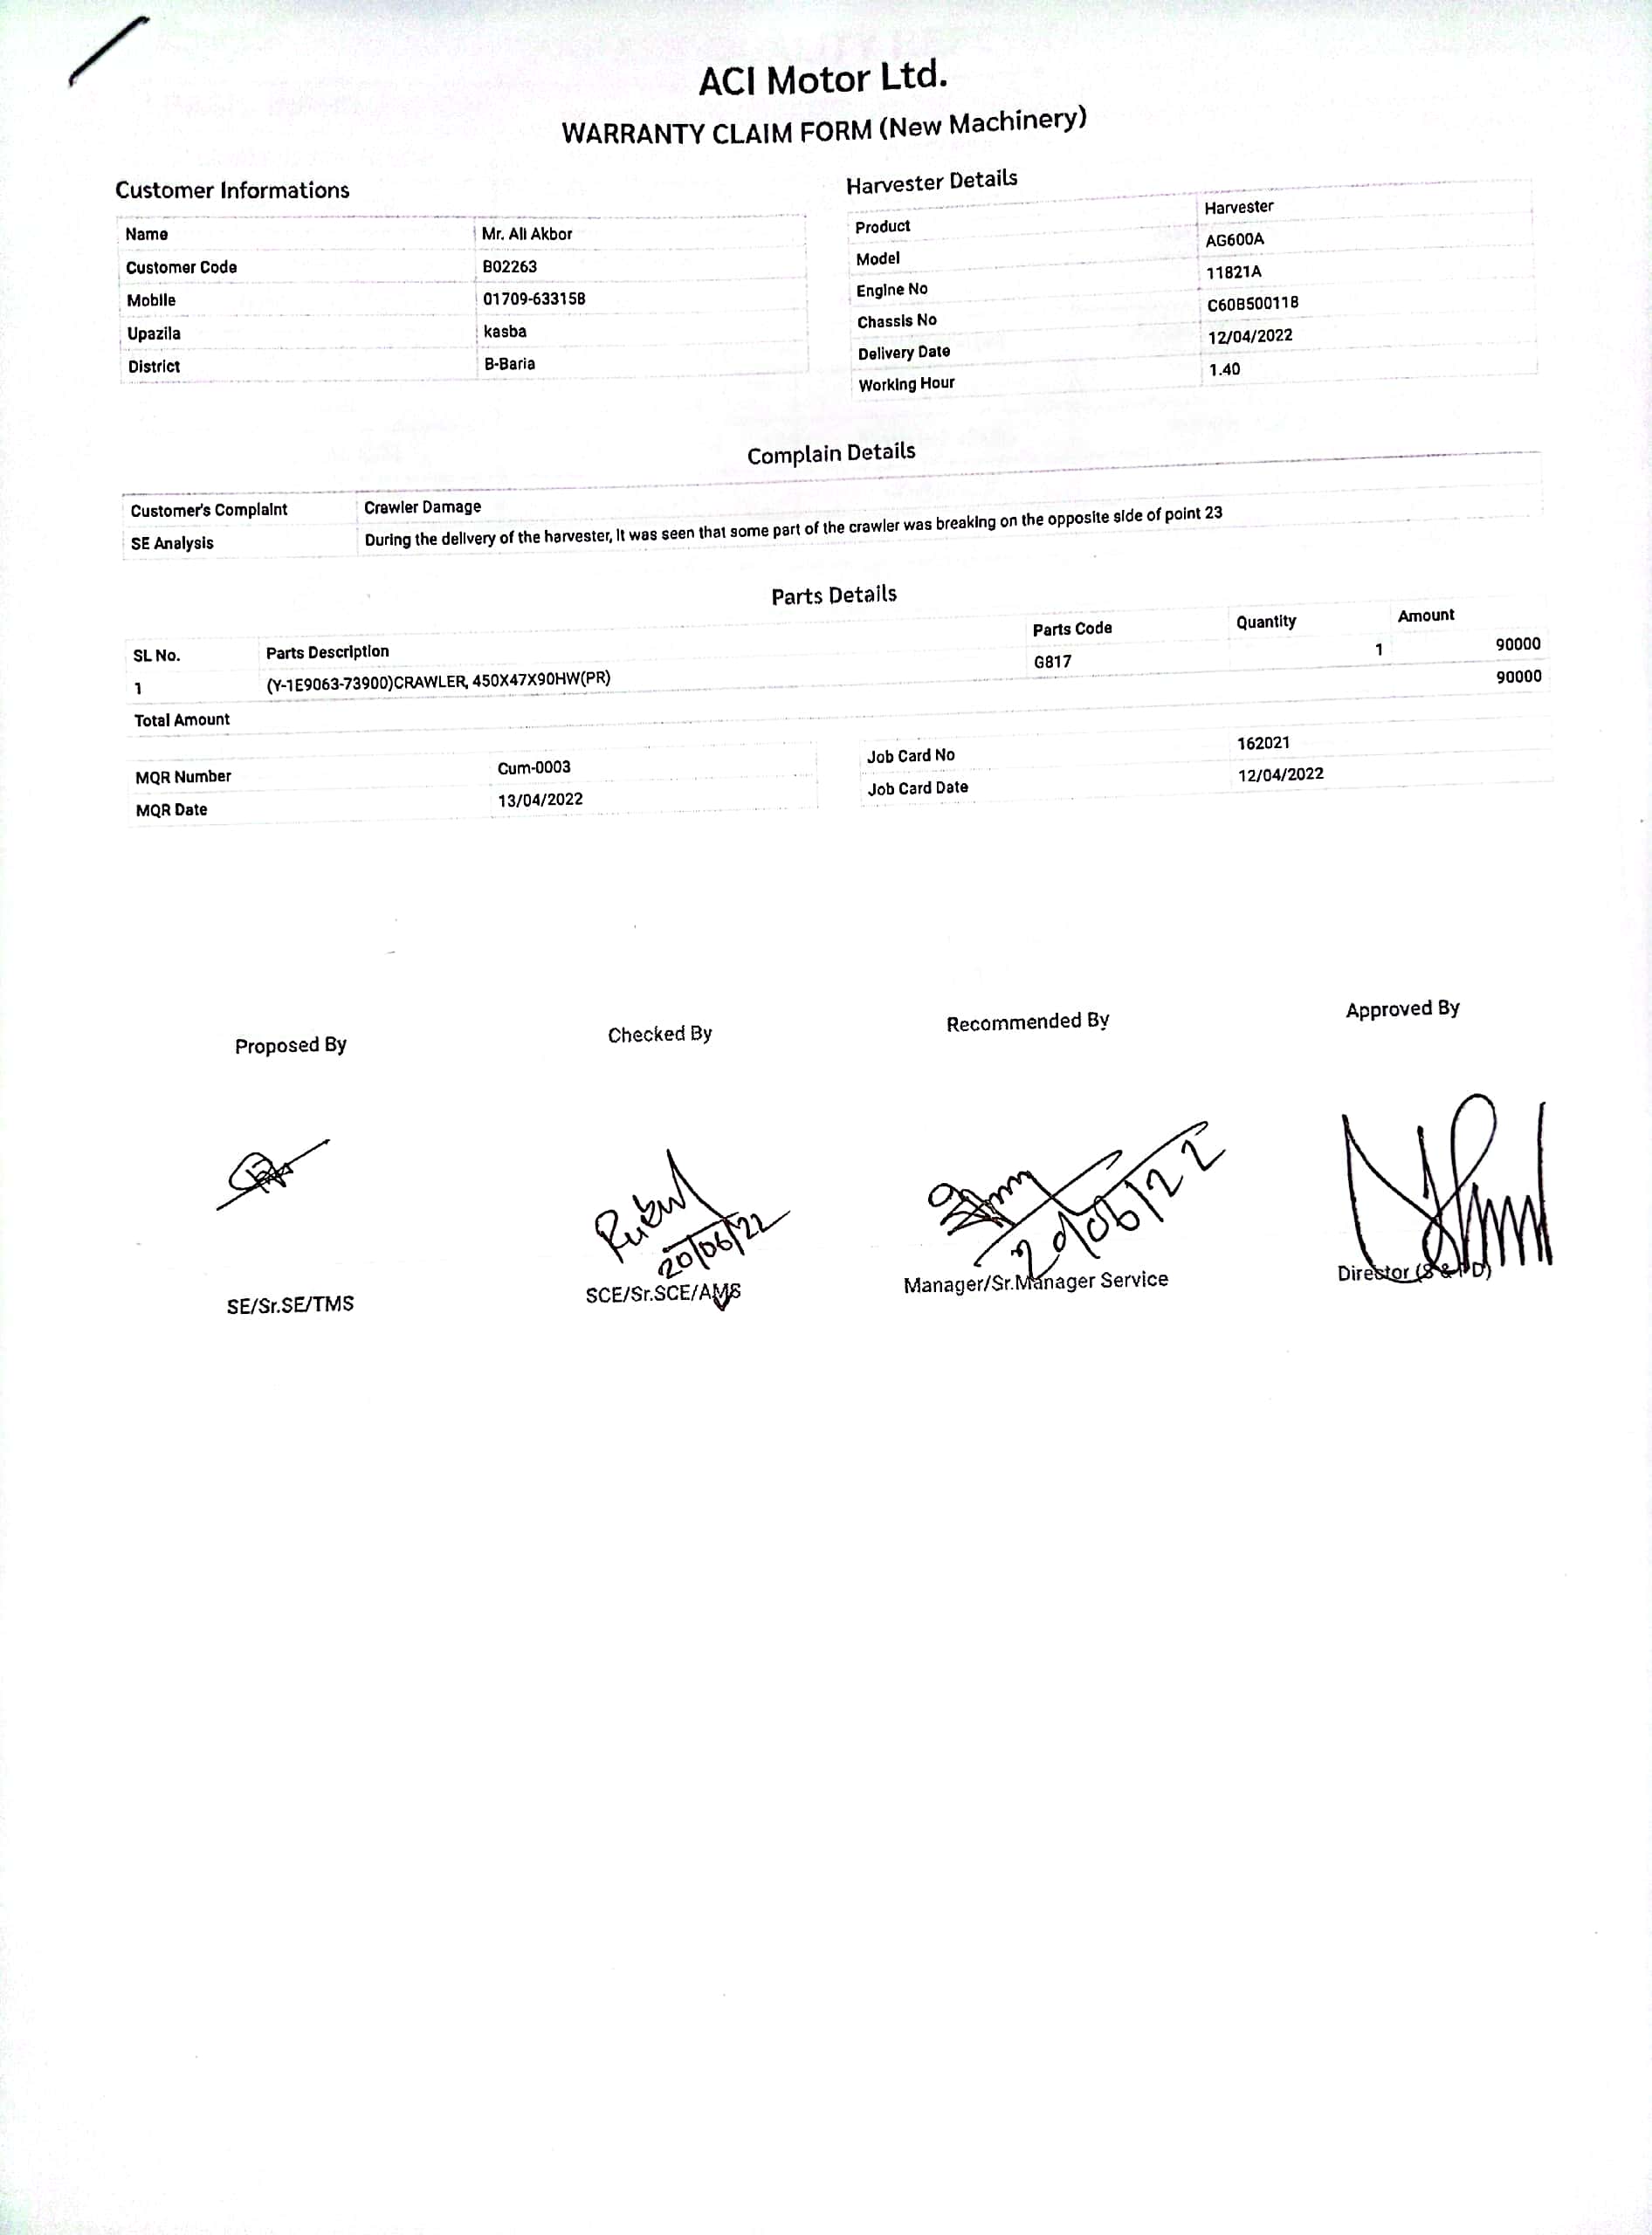 ACI Motor Ltd.
WARRANTY CLAIM FORM (New Machinery)
Customer Informations
Name Mr. Ali Akbor
Customer Code B02263
Mobile 01709-633158
Upazila kasba
District B-Baria
Harvester Details
Product Harvester
Model AG600A
Engine No 11821A
Chassis No C60B500118
Delivery Date 12/04/2022
Working Hour 1.40
Complain Details
Customer's Complaint Crawler Damage
SE Analysis During the delivery of the harvester, It was seen that some part of the crawler was breaking on the opposite side of point 23
Parts Details
SL No. Parts Description Parts Code Quantity Amount
1 (Y-1E9063-73900)CRAWLER, 450X47X90HW(PR) G817 1 90000
Total Amount 90000
MQR Number Cum-0003
MQR Date 13/04/2022
Job Card No 162021
Job Card Date 12/04/2022
Proposed By Checked By Recommended By Approved By
20/06/22 20/06/22
SE/Sr.SE/TMS SCE/Sr.SCE/AMS Manager/Sr.Manager Service Director (S & PD)